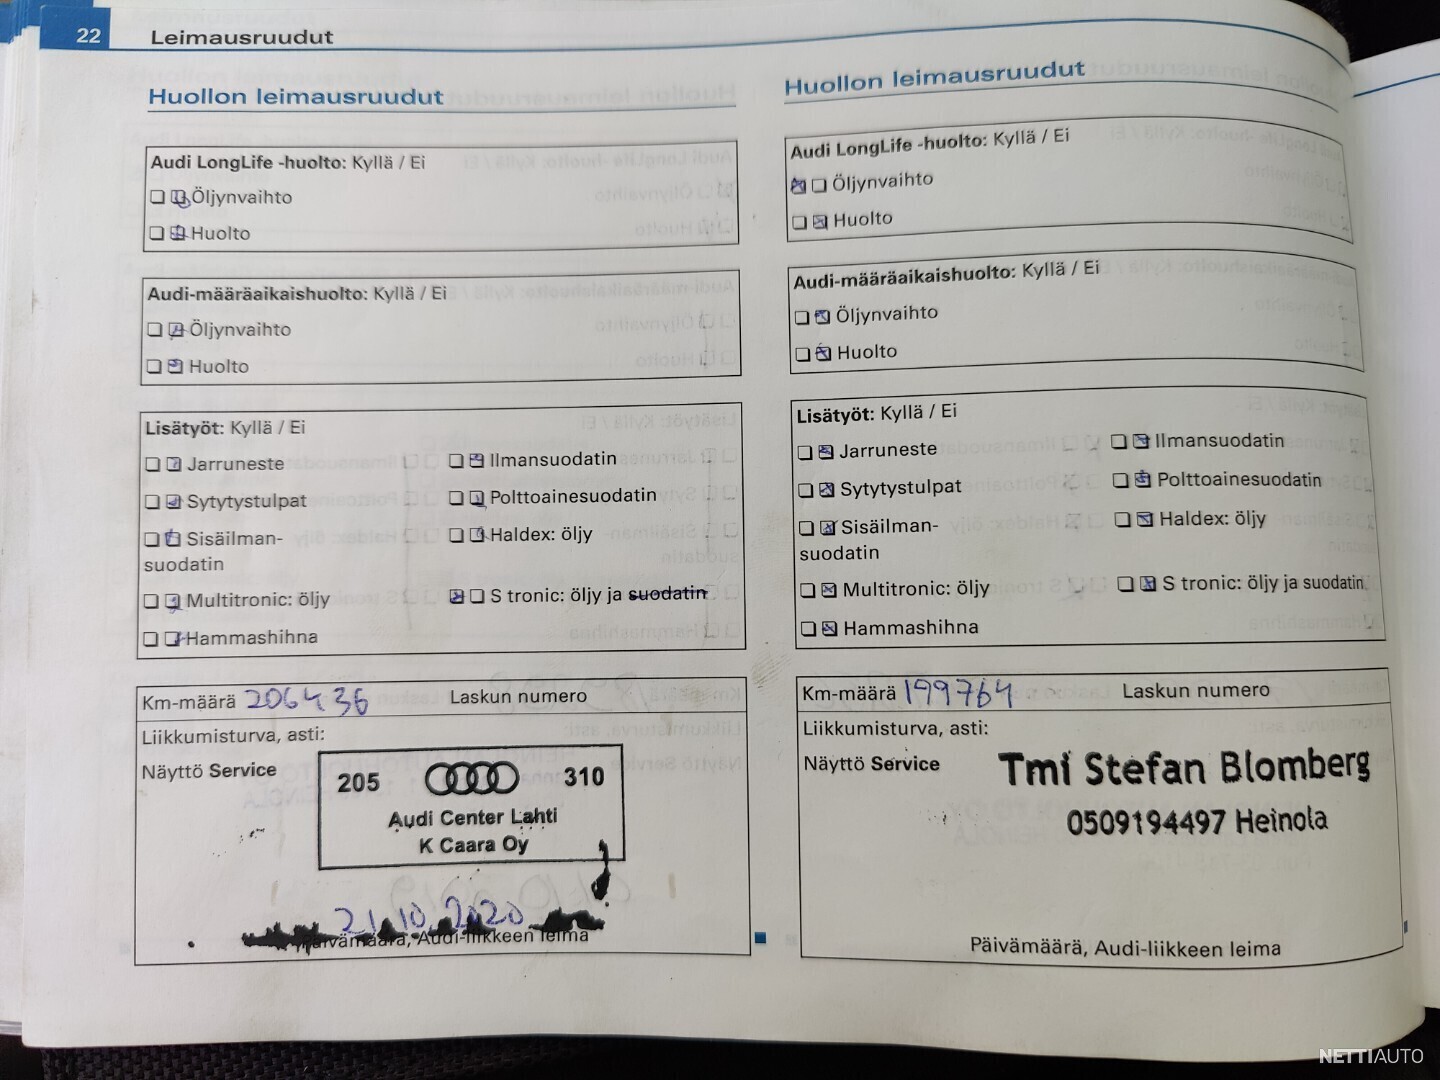 22 Leimausruudut
Huollon leimausruudut
Audi LongLife -huolto: Kyllä / Ei
Öljynvaihto
Huolto
Audi-määräaikaishuolto: Kyllä / Ei
Öljynvaihto
Huolto
Lisätyöt: Kyllä / Ei
Jarruneste Ilmansuodatin
Sytytystulpat Polttoainesuodatin
Sisäilman- Haldex: öljy
suodatin
Multitronic: öljy S tronic: öljy ja suodatin
Hammashihna
Km-määrä 206436 Laskun numero
Liikkumisturva, asti:
Näyttö Service
205 310
Audi Center Lahti
K Caara Oy
21.10.2020
Päivämäärä, Audi-liikkeen leima
Huollon leimausruudut
Audi LongLife -huolto: Kyllä / Ei
Öljynvaihto
Huolto
Audi-määräaikaishuolto: Kyllä / Ei
Öljynvaihto
Huolto
Lisätyöt: Kyllä / Ei
Jarruneste Ilmansuodatin
Sytytystulpat Polttoainesuodatin
Sisäilman- Haldex: öljy
suodatin
Multitronic: öljy S tronic: öljy ja suodatin
Hammashihna
Km-määrä 199764 Laskun numero
Liikkumisturva, asti:
Näyttö Service
Tmi Stefan Blomberg
0509194497 Heinola
Päivämäärä, Audi-liikkeen leima
NETTIAUTO